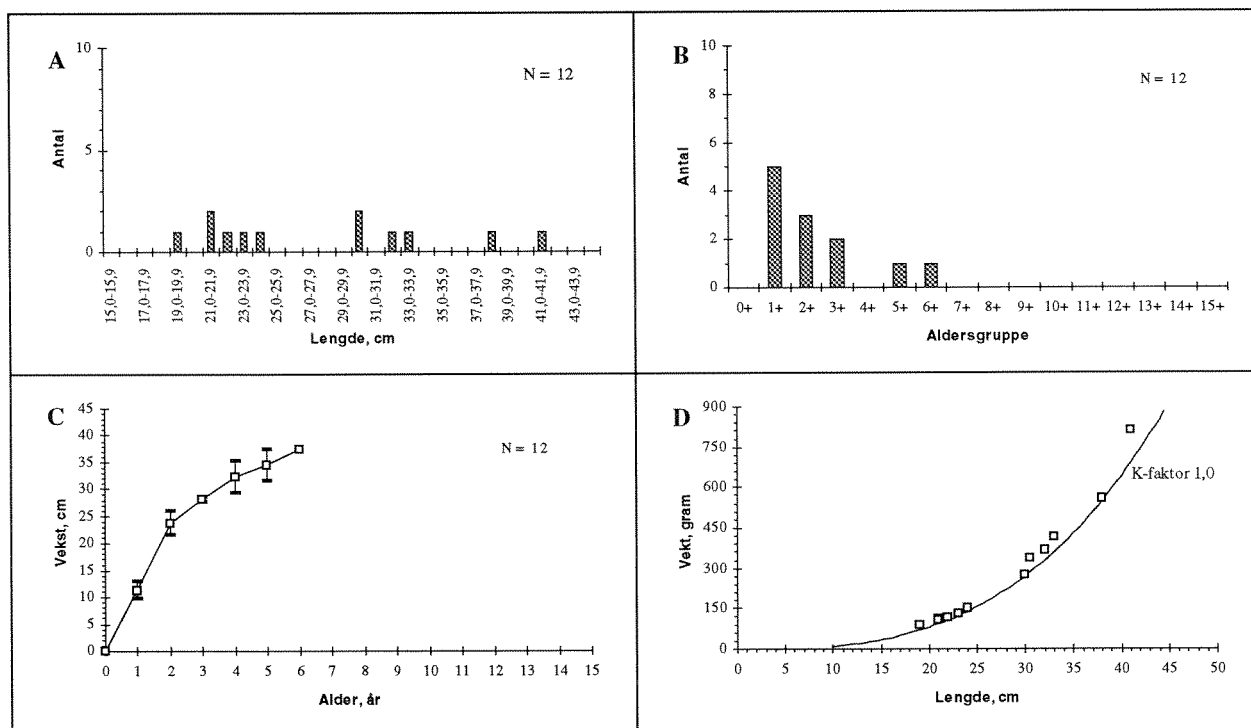 A
N = 12
Antal
10
5
0
15,0-15,9
17,0-17,9
19,0-19,9
21,0-21,9
23,0-23,9
25,0-25,9
27,0-27,9
29,0-29,9
31,0-31,9
33,0-33,9
35,0-35,9
37,0-37,9
39,0-39,9
41,0-41,9
43,0-43,9
Lengde, cm
B
N = 12
Antal
10
8
6
4
2
0
0+ 1+ 2+ 3+ 4+ 5+ 6+ 7+ 8+ 9+ 10+ 11+ 12+ 13+ 14+ 15+
Aldersgruppe
C
N = 12
Vekst, cm
45
40
35
30
25
20
15
10
5
0
0 1 2 3 4 5 6 7 8 9 10 11 12 13 14 15
Alder, år
D
K-faktor 1,0
Vekt, gram
900
750
600
450
300
150
0
0 5 10 15 20 25 30 35 40 45 50
Lengde, cm